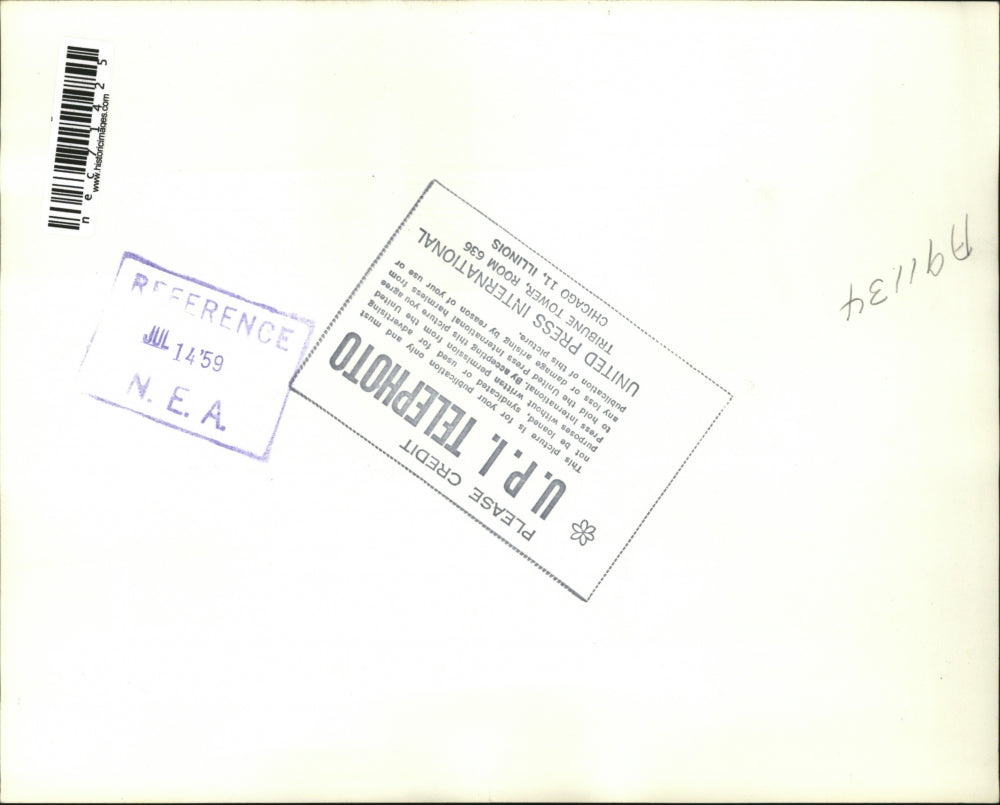 nec71425
www.historicimages.com
REFERENCE
JUL 14 '59
N. E. A.
PLEASE CREDIT
U.P.I. TELEPHOTO
This picture is for your publication only and must
not be loaned, syndicated or used for advertising
purposes without written permission from the United
Press International. By accepting this picture you agree
to hold the United Press International harmless from
any loss or damage arising by reason of your use or
publication of this picture.
UNITED PRESS INTERNATIONAL
TRIBUNE TOWER, ROOM 636
CHICAGO 11, ILLINOIS
A91134